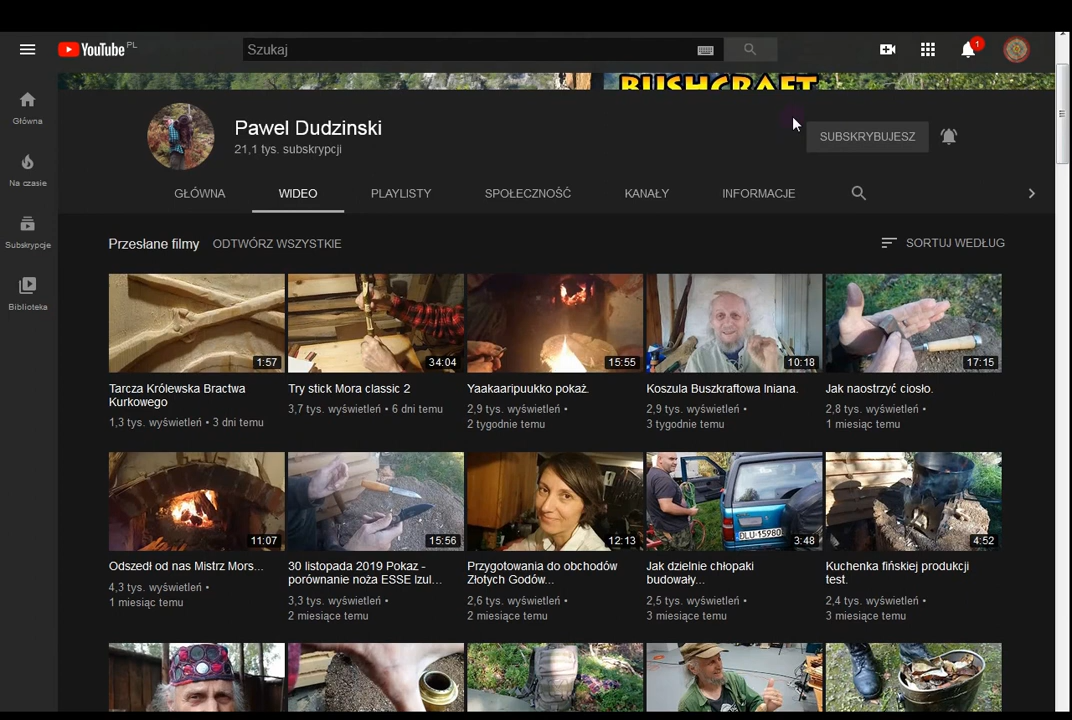 YouTube PL
Szukaj
1
BUSHCRAFT
Główna
Na czasie
Subskrypcje
Biblioteka
Pawel Dudzinski
21,1 tys. subskrypcji
SUBSKRYBUJESZ
GŁÓWNA WIDEO PLAYLISTY SPOŁECZNOŚĆ KANAŁY INFORMACJE
Przesłane filmy ODTWÓRZ WSZYSTKIE SORTUJ WEDŁUG
1:57
Tarcza Królewska Bractwa
Kurkowego
1,3 tys. wyświetleń • 3 dni temu
34:04
Try stick Mora classic 2
3,7 tys. wyświetleń • 6 dni temu
15:55
Yaakaaripuukko pokaż.
2,9 tys. wyświetleń •
2 tygodnie temu
10:18
Koszula Buszkraftowa lniana.
2,9 tys. wyświetleń •
3 tygodnie temu
17:15
Jak naostrzyć ciosło.
2,8 tys. wyświetleń •
1 miesiąc temu
11:07
Odszedł od nas Mistrz Mors...
4,3 tys. wyświetleń •
1 miesiąc temu
15:56
30 listopada 2019 Pokaz -
porównanie noża ESSE Izul...
3,3 tys. wyświetleń •
2 miesiące temu
12:13
Przygotowania do obchodów
Złotych Godów...
2,6 tys. wyświetleń •
2 miesiące temu
DLU 15980
3:48
Jak dzielnie chłopaki
budowały...
2,5 tys. wyświetleń •
3 miesiące temu
4:52
Kuchenka fińskiej produkcji
test.
2,4 tys. wyświetleń •
3 miesiące temu